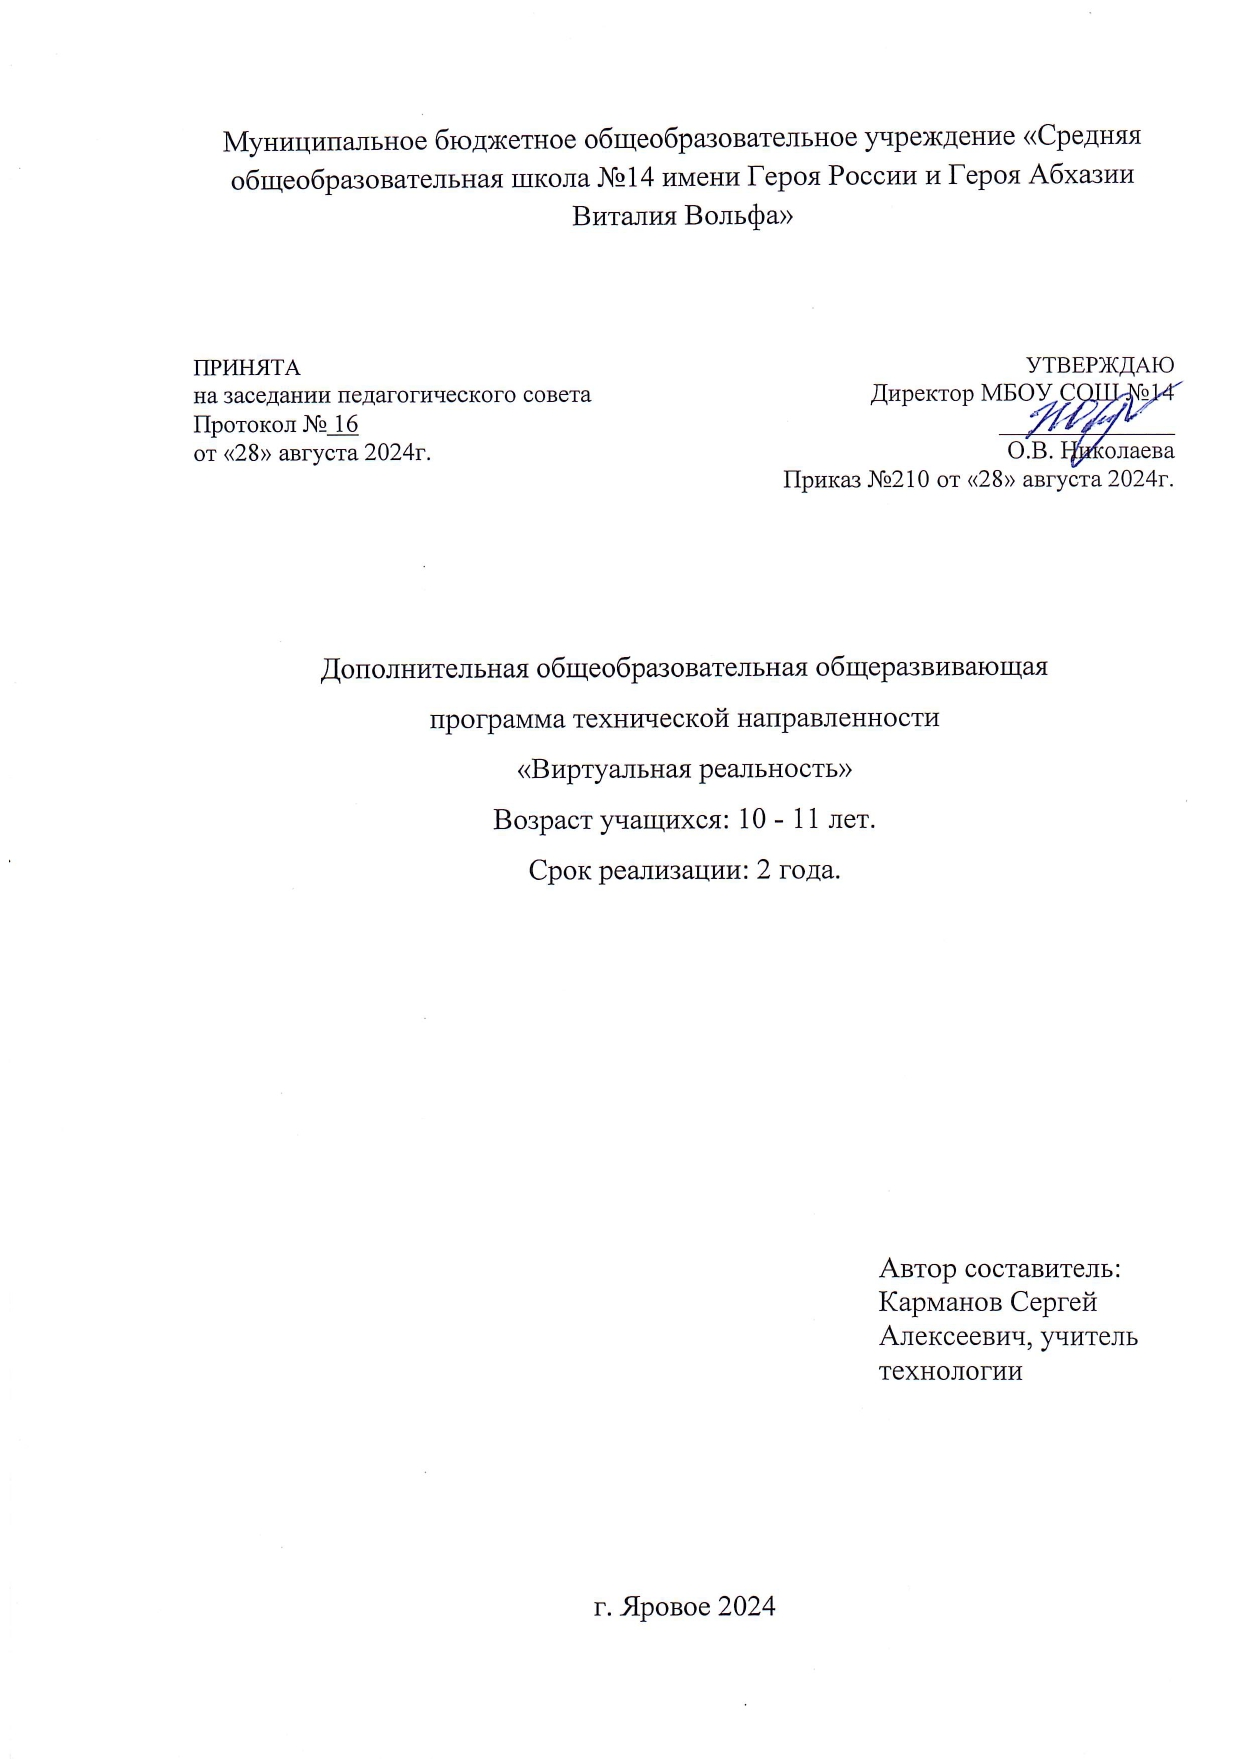 Муниципальное бюджетное общеобразовательное учреждение «Средняя
общеобразовательная школа №14 имени Героя России и Героя Абхазии
Виталия Вольфа»
ПРИНЯТА
на заседании педагогического совета
Протокол № 16
от «28» августа 2024г.
УТВЕРЖДАЮ
Директор МБОУ СОШ №14
О.В. Николаева
Приказ №210 от «28» августа 2024г.
Дополнительная общеобразовательная общеразвивающая
программа технической направленности
«Виртуальная реальность»
Возраст учащихся: 10 - 11 лет.
Срок реализации: 2 года.
Автор составитель:
Карманов Сергей
Алексеевич, учитель
технологии
г. Яровое 2024